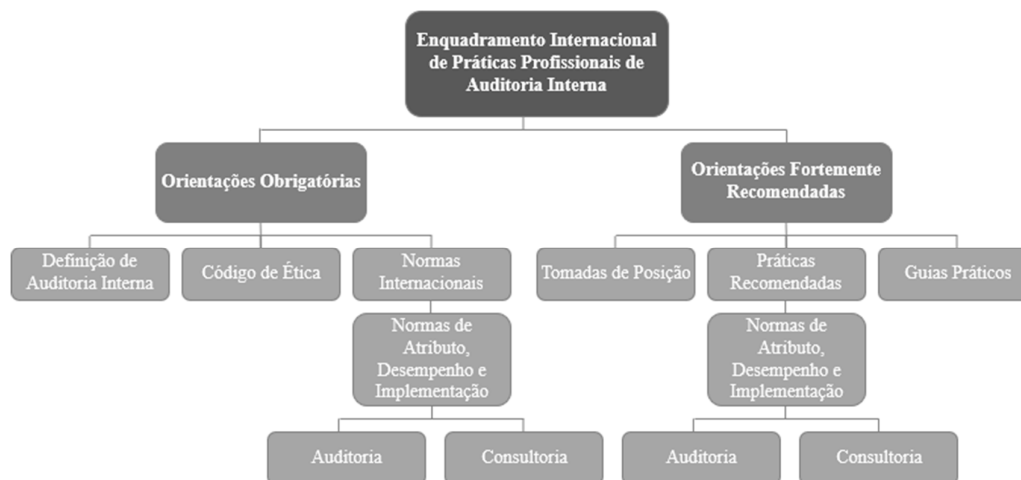 Enquadramento Internacional
de Práticas Profissionais de
Auditoria Interna
Orientações Obrigatórias
Orientações Fortemente
Recomendadas
Definição de
Auditoria Interna
Código de Ética
Normas
Internacionais
Tomadas de Posição
Práticas
Recomendadas
Guias Práticos
Normas de
Atributo,
Desempenho e
Implementação
Normas de
Atributo,
Desempenho e
Implementação
Auditoria
Consultoria
Auditoria
Consultoria